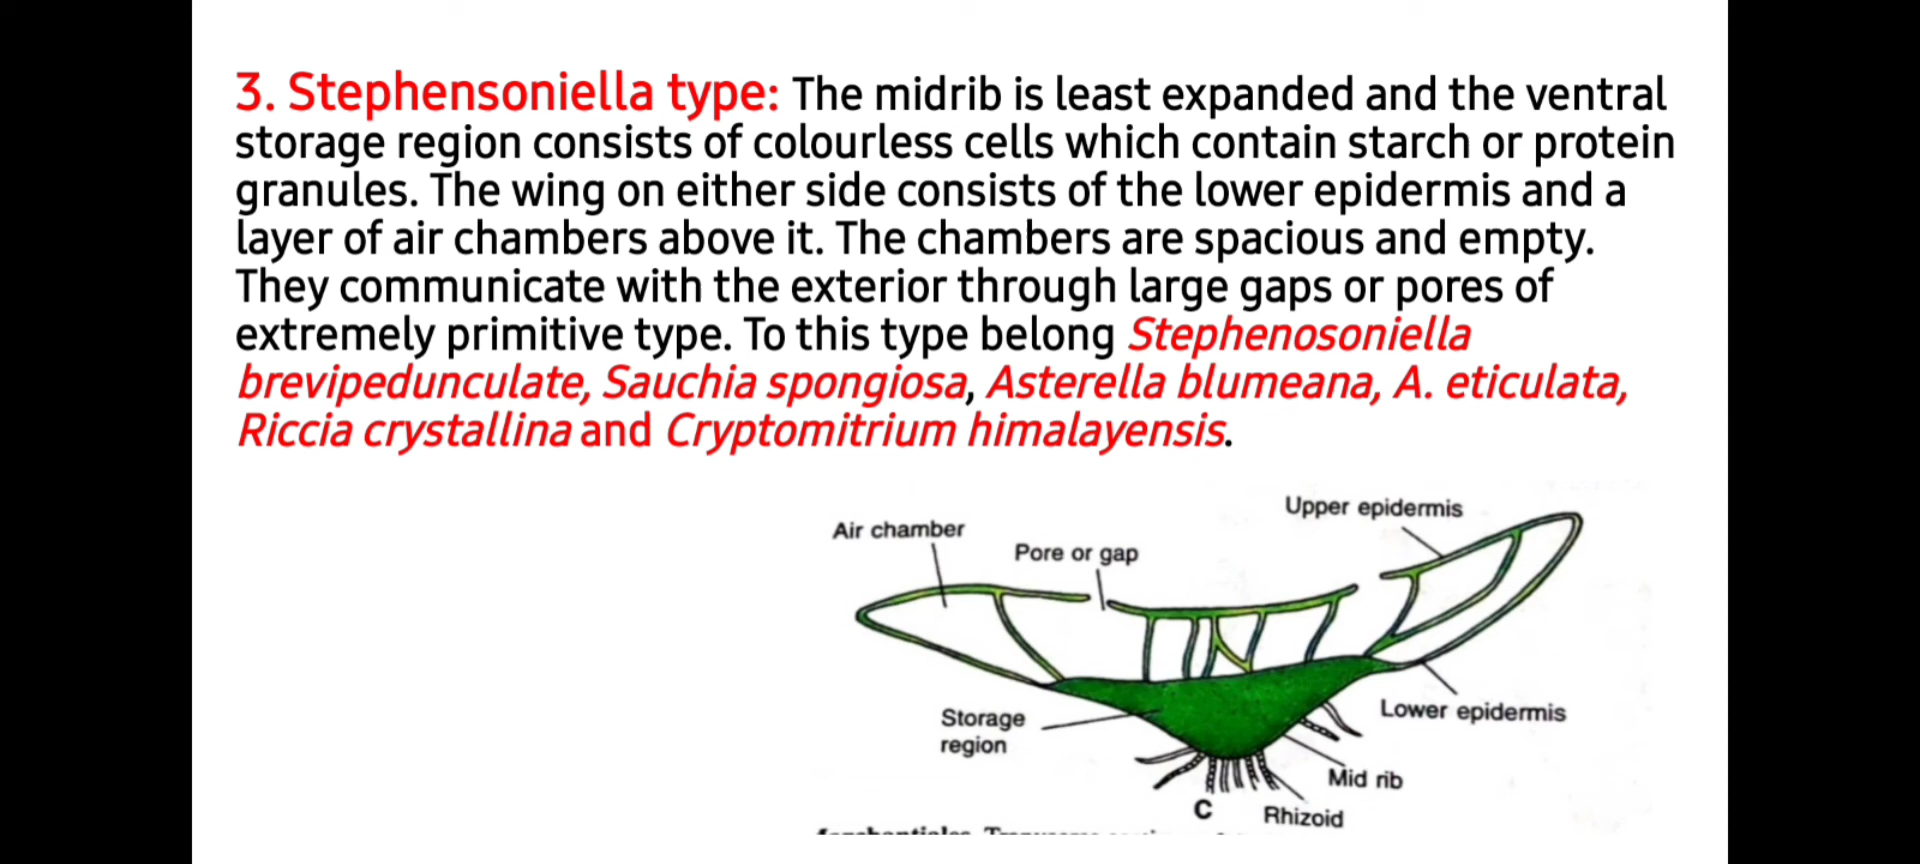 3. Stephensoniella type: The midrib is least expanded and the ventral
storage region consists of colourless cells which contain starch or protein
granules. The wing on either side consists of the lower epidermis and a
layer of air chambers above it. The chambers are spacious and empty.
They communicate with the exterior through large gaps or pores of
extremely primitive type. To this type belong Stephenosoniella
brevipedunculate, Sauchia spongiosa, Asterella blumeana, A. eticulata,
Riccia crystallina and Cryptomitrium himalayensis.
Upper epidermis
Air chamber
Pore or gap
Storage
region
Lower epidermis
Mid rib
C
Rhizoid